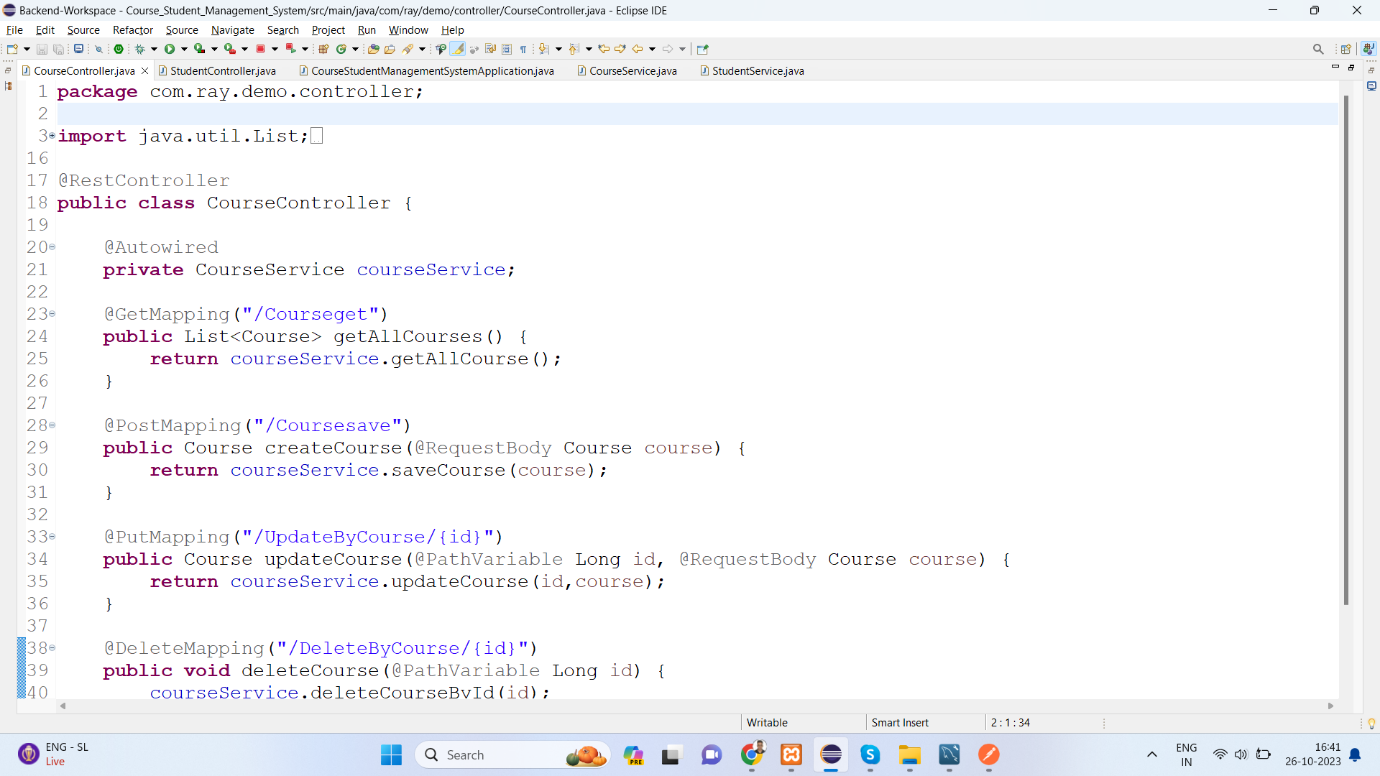 Backend-Workspace - Course_Student_Management_System/src/main/java/com/ray/demo/controller/CourseController.java - Eclipse IDE
File Edit Source Refactor Source Navigate Search Project Run Window Help
CourseController.java StudentController.java CourseStudentManagementSystemApplication.java CourseService.java StudentService.java
1 package com.ray.demo.controller;
2
3 import java.util.List;
16
17 @RestController
18 public class CourseController {
19
20 @Autowired
21 private CourseService courseService;
22
23 @GetMapping("/Courseget")
24 public List<Course> getAllCourses() {
25 return courseService.getAllCourse();
26 }
27
28 @PostMapping("/Coursesave")
29 public Course createCourse(@RequestBody Course course) {
30 return courseService.saveCourse(course);
31 }
32
33 @PutMapping("/UpdateByCourse/{id}")
34 public Course updateCourse(@PathVariable Long id, @RequestBody Course course) {
35 return courseService.updateCourse(id,course);
36 }
37
38 @DeleteMapping("/DeleteByCourse/{id}")
39 public void deleteCourse(@PathVariable Long id) {
40 courseService.deleteCourseById(id);
Writable Smart Insert 2 : 1 : 34
ENG - SL
Live
Search
PRE
ENG
IN
16:41
26-10-2023